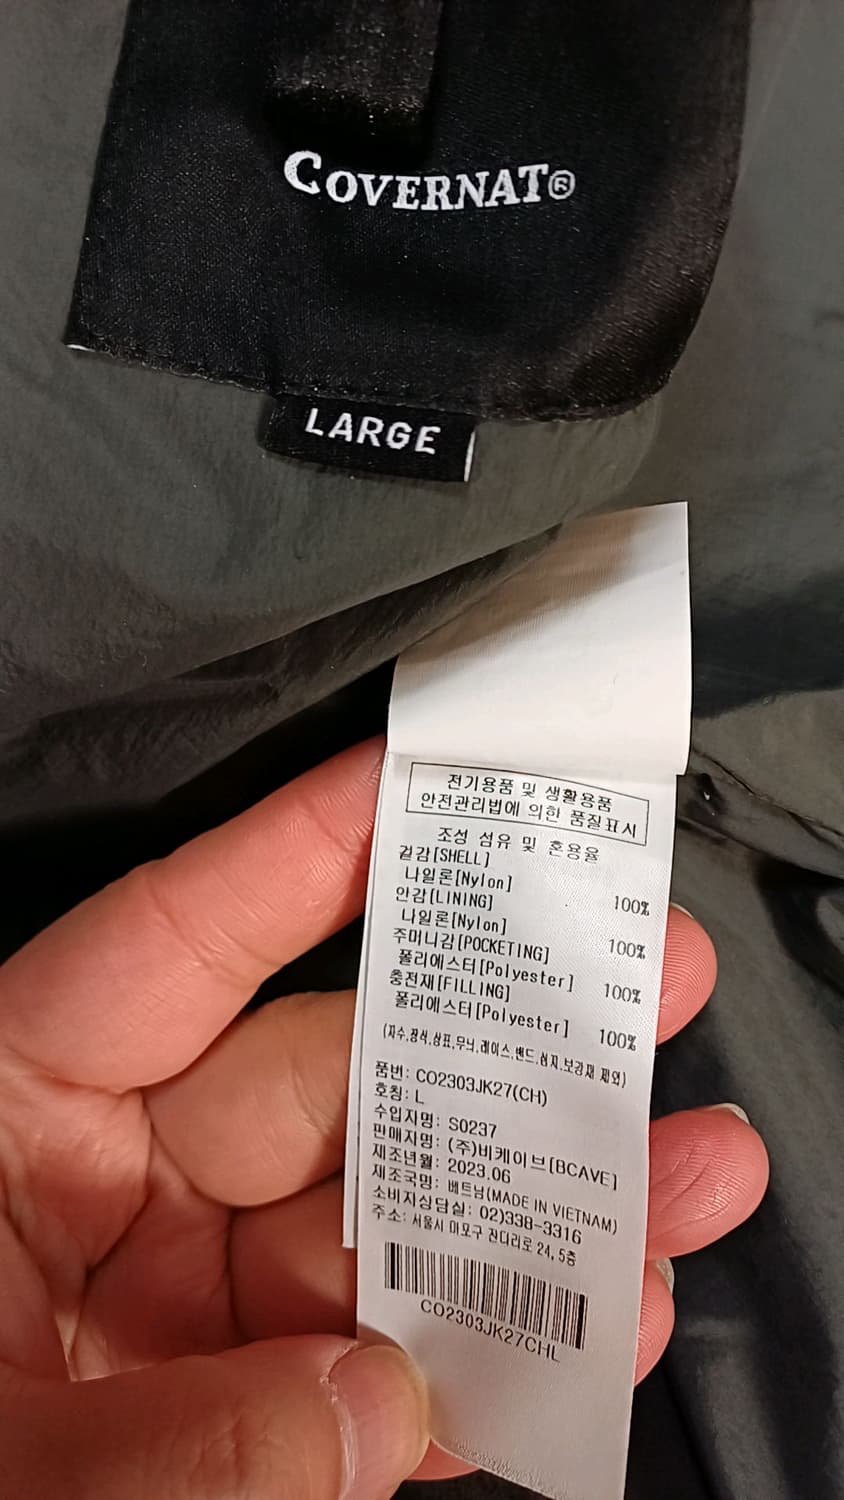 COVERNAT®
LARGE
전기용품 및 생활용품
안전관리법에 의한 품질표시
조성 섬유 및 혼용율
겉감[SHELL]
나일론[Nylon] 100%
안감[LINING]
나일론[Nylon] 100%
주머니감[POCKETING]
폴리에스터[Polyester] 100%
충전재[FILLING]
폴리에스터[Polyester] 100%
(자수,장식,상표,무늬,레이스,밴드,심지,보강재 제외)
품번: CO2303JK27(CH)
호칭: L
수입자명: S0237
판매자명: (주)비케이브[BCAVE]
제조년월: 2023.06
제조국명: 베트남(MADE IN VIETNAM)
소비자상담실: 02)338-3316
주소: 서울시 마포구 잔다리로 24, 5층
CO2303JK27CHL